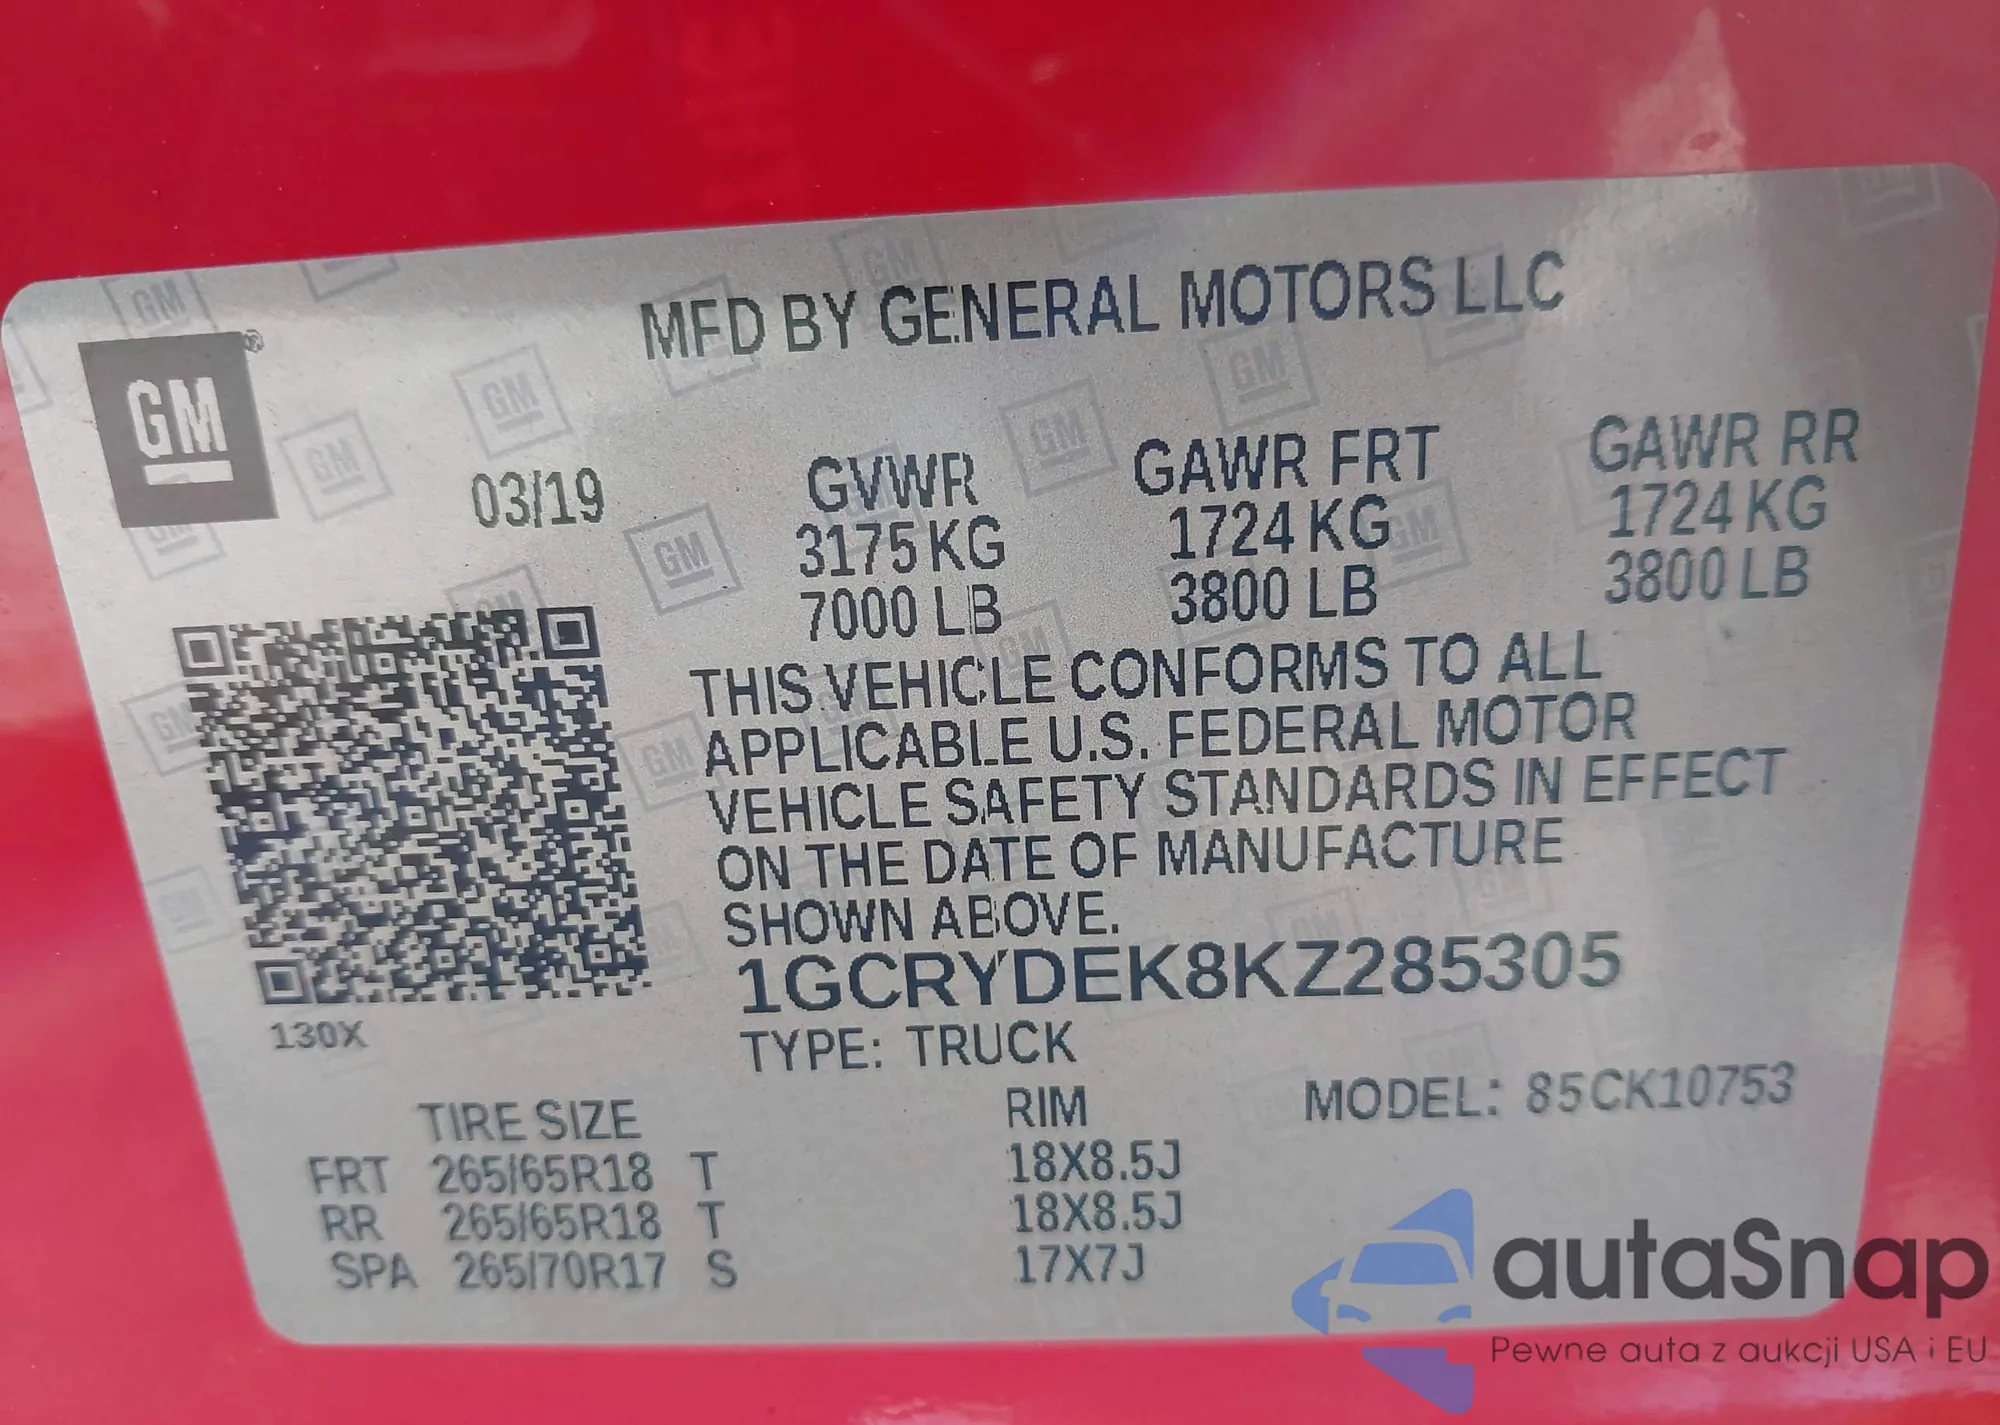 MFD BY GENERAL MOTORS LLC
GM
03/19
GVWR GAWR FRT GAWR RR
3175 KG 1724 KG 1724 KG
7000 LB 3800 LB 3800 LB
THIS VEHICLE CONFORMS TO ALL
APPLICABLE U.S. FEDERAL MOTOR
VEHICLE SAFETY STANDARDS IN EFFECT
ON THE DATE OF MANUFACTURE
SHOWN ABOVE.
1GCRYDEK8KZ285305
130X
TYPE: TRUCK
MODEL: 85CK10753
TIRE SIZE RIM
FRT 265/65R18 T 18X8.5J
RR 265/65R18 T 18X8.5J
SPA 265/70R17 S 17X7J
autaSnap
Pewne auta z aukcji USA i EU